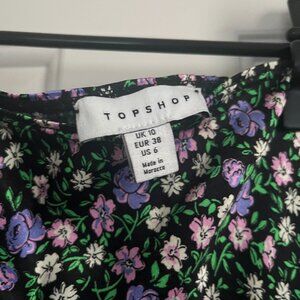 TOPSHOP
UK 10
EUR 38
US 6
Made in
Morocco